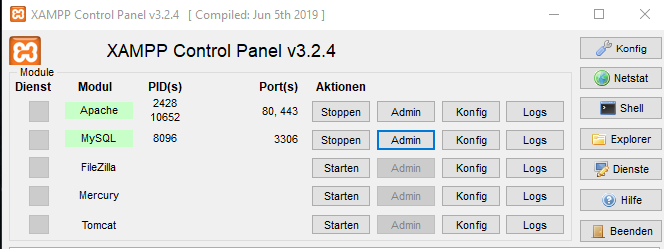 XAMPP Control Panel v3.2.4 [ Compiled: Jun 5th 2019 ]
XAMPP Control Panel v3.2.4
Konfig
Module
Dienst Modul PID(s) Port(s) Aktionen
Netstat
Apache 2428 10652 80, 443 Stoppen Admin Konfig Logs
Shell
MySQL 8096 3306 Stoppen Admin Konfig Logs
Explorer
FileZilla Starten Admin Konfig Logs
Dienste
Mercury Starten Admin Konfig Logs
Hilfe
Tomcat Starten Admin Konfig Logs
Beenden